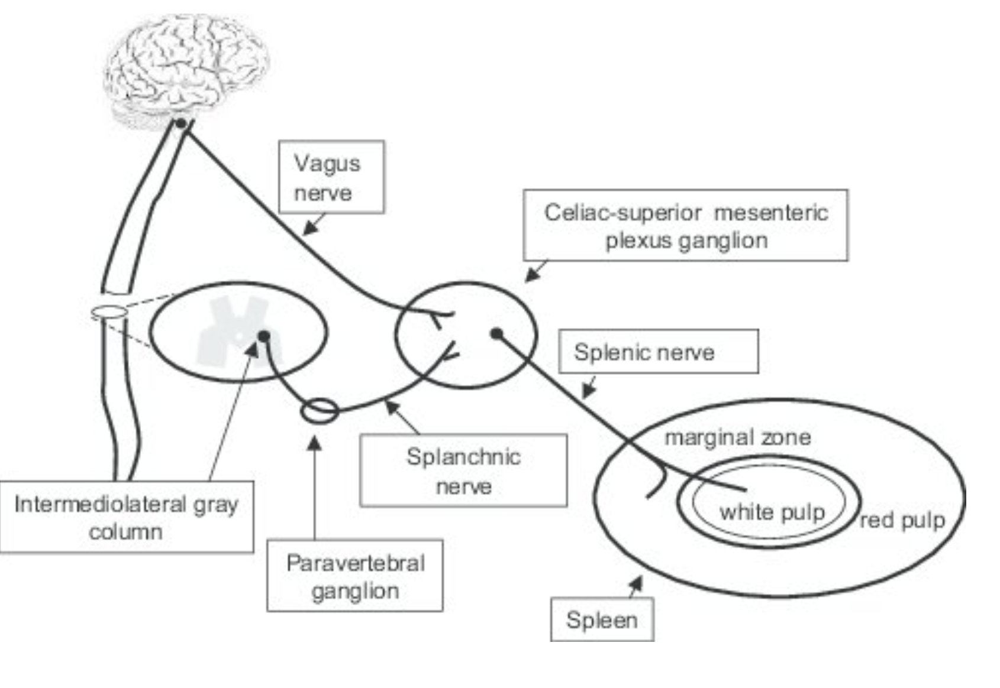 Vagus
nerve
Celiac-superior mesenteric
plexus ganglion
Splenic nerve
marginal zone
Splanchnic
nerve
Intermediolateral gray
column
white pulp
red pulp
Paravertebral
ganglion
Spleen